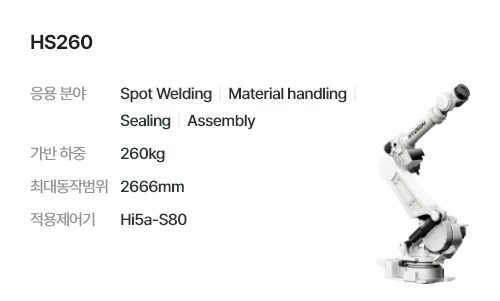 HS260
응용 분야 Spot Welding | Material handling |
Sealing | Assembly
가반 하중 260kg
최대동작범위 2666mm
적용제어기 Hi5a-S80
HYUNDAI